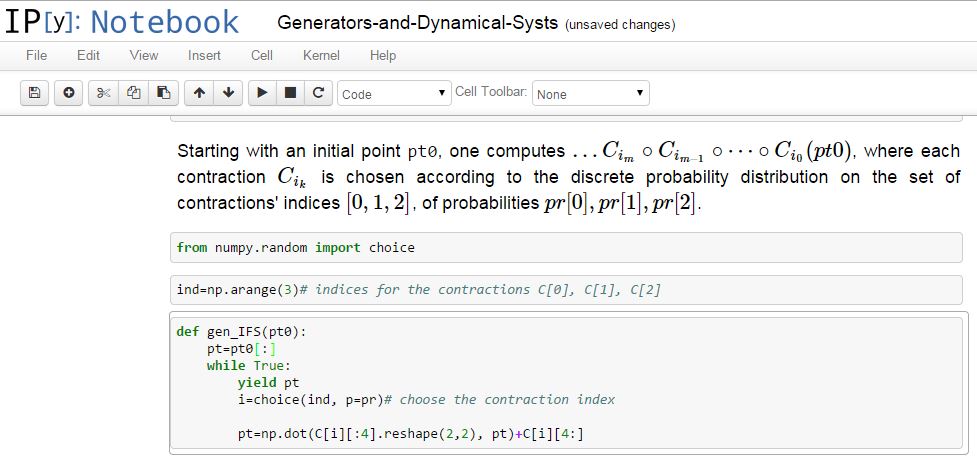 IP[y]: Notebook Generators-and-Dynamical-Systs (unsaved changes)
File Edit View Insert Cell Kernel Help
Code Cell Toolbar: None
Starting with an initial point pt0, one computes … C_{i_m} ∘ C_{i_{m-1}} ∘ ⋯ ∘ C_{i_0}(pt0), where each
contraction C_{i_k} is chosen according to the discrete probability distribution on the set of
contractions' indices [0, 1, 2], of probabilities pr[0], pr[1], pr[2].
from numpy.random import choice
ind=np.arange(3)# indices for the contractions C[0], C[1], C[2]
def gen_IFS(pt0):
    pt=pt0[:]
    while True:
        yield pt
        i=choice(ind, p=pr)# choose the contraction index
        pt=np.dot(C[i][:4].reshape(2,2), pt)+C[i][4:]